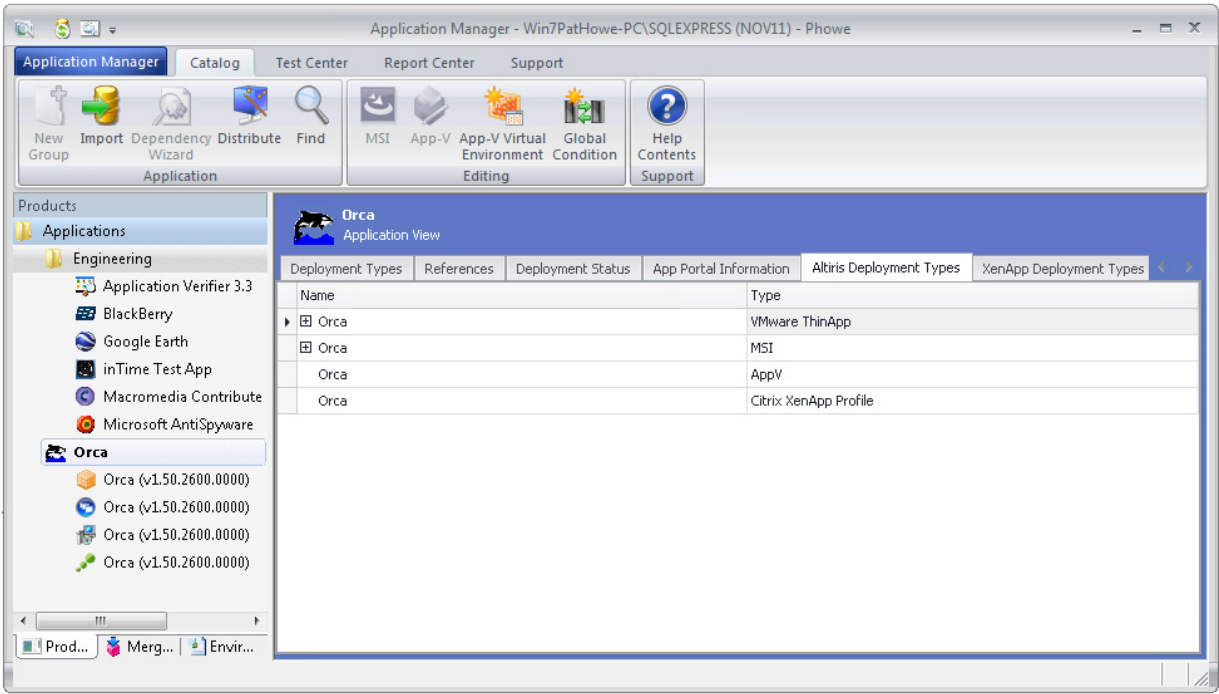 Application Manager - Win7PatHowe-PC\SQLEXPRESS (NOV11) - Phowe
Application Manager Catalog Test Center Report Center Support
New Group Import Dependency Wizard Distribute Find MSI App-V App-V Virtual Environment Global Condition Help Contents
Application Editing Support
Products
Applications
Engineering
Application Verifier 3.3
BlackBerry
Google Earth
inTime Test App
Macromedia Contribute
Microsoft AntiSpyware
Orca
Orca (v1.50.2600.0000)
Orca (v1.50.2600.0000)
Orca (v1.50.2600.0000)
Orca (v1.50.2600.0000)
Prod... Merg... Envir...
Orca
Application View
Deployment Types References Deployment Status App Portal Information Altiris Deployment Types XenApp Deployment Types
Name Type
Orca VMware ThinApp
Orca MSI
Orca AppV
Orca Citrix XenApp Profile